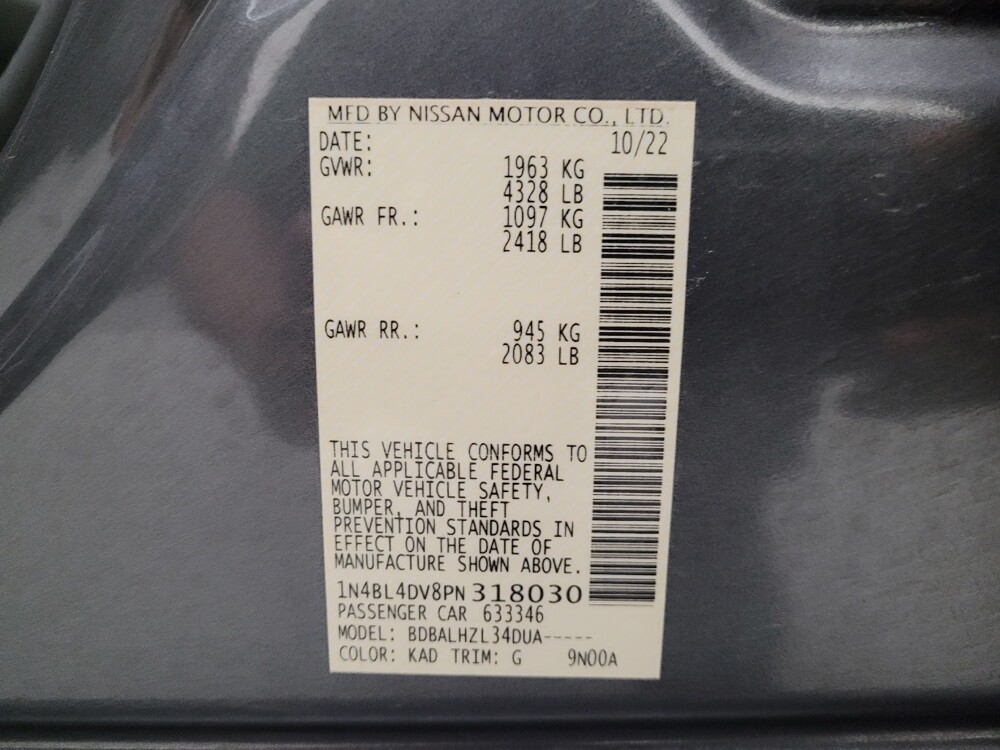 MFD BY NISSAN MOTOR CO., LTD.
DATE: 10/22
GVWR: 1963 KG
4328 LB
GAWR FR.: 1097 KG
2418 LB
GAWR RR.: 945 KG
2083 LB
THIS VEHICLE CONFORMS TO
ALL APPLICABLE FEDERAL
MOTOR VEHICLE SAFETY,
BUMPER, AND THEFT
PREVENTION STANDARDS IN
EFFECT ON THE DATE OF
MANUFACTURE SHOWN ABOVE.
1N4BL4DV8PN318030
PASSENGER CAR 633346
MODEL: BDBALHZL34DUA-----
COLOR: KAD TRIM: G 9N00A